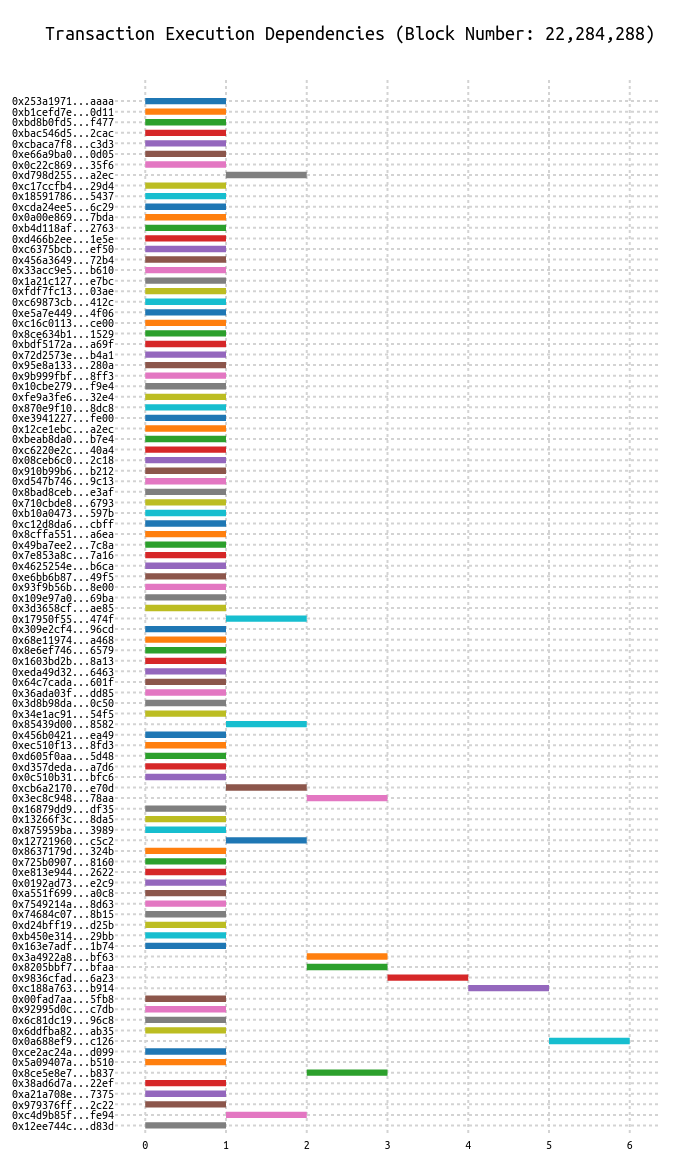 Transaction Execution Dependencies (Block Number: 22,284,288)
0x253a1971...aaaa
0xb1cefd7e...0d11
0xbd8b0fd5...f477
0xbac546d5...2cac
0xcbaca7f8...c3d3
0xe66a9ba0...0d05
0x0c22c869...35f6
0xd798d255...a2ec
0xc17ccfb4...29d4
0x18591786...5437
0xcda24ee5...6c29
0x0a00e869...7bda
0xb4d118af...2763
0xd466b2ee...1e5e
0xc6375bcb...ef50
0x456a3649...72b4
0x33acc9e5...b610
0x1a21c127...e7bc
0xfdf7fc13...03ae
0xc69873cb...412c
0xe5a7e449...4f06
0xc16c0113...ce00
0x8ce634b1...1529
0xbdf5172a...a69f
0x72d2573e...b4a1
0x95e8a133...280a
0x9b999fbf...8ff3
0x10cbe279...f9e4
0xfe9a3fe6...32e4
0x870e9f10...8dc8
0xe3941227...fe00
0x12ce1ebc...a2ec
0xbeab8da0...b7e4
0xc6220e2c...40a4
0x08ceb6c0...2c18
0x910b99b6...b212
0xd547b746...9c13
0x8bad8ceb...e3af
0x710cbde8...6793
0xb10a0473...597b
0xc12d8da6...cbff
0x8cffa551...a6ea
0x49ba7ee2...7c8a
0x7e853a8c...7a16
0x4625254e...b6ca
0xe6bb6b87...49f5
0x93f9b56b...8e00
0x109e97a0...69ba
0x3d3658cf...ae85
0x17950f55...474f
0x309e2cf4...96cd
0x68e11974...a468
0x8e6ef746...6579
0x1603bd2b...8a13
0xeda49d32...6463
0x64c7cada...601f
0x36ada03f...dd85
0x3d8b98da...0c50
0x34e1ac91...54f5
0x85439d00...8582
0x456b0421...ea49
0xec510f13...8fd3
0xd605f0aa...5d48
0xd357deda...a7d6
0x0c510b31...bfc6
0xcb6a2170...e70d
0x3ec8c948...78aa
0x16879dd9...df35
0x13266f3c...8da5
0x875959ba...3989
0x12721960...c5c2
0x8637179d...324b
0x725b0907...8160
0xe813e944...2622
0x0192ad73...e2c9
0xa551f699...a0c8
0x7549214a...8d63
0x74684c07...8b15
0xd24bff19...d25b
0xb450e314...29bb
0x163e7adf...1b74
0x3a4922a8...bf63
0x8205bbf7...bfaa
0x9836cfad...6a23
0xc188a763...b914
0x00fad7aa...5fb8
0x92995d0c...c7db
0x6c81dc19...96c8
0x6ddfba82...ab35
0x0a688ef9...c126
0xce2ac24a...d099
0x5a09407a...b510
0x8ce5e8e7...b837
0x38ad6d7a...22ef
0xa21a708e...7375
0x979376ff...2c22
0xc4d9b85f...fe94
0x12ee744c...d83d
0 1 2 3 4 5 6